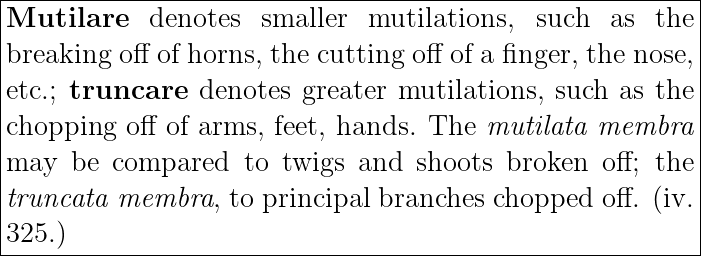 Mutilare denotes smaller mutilations, such as the
breaking off of horns, the cutting off of a finger, the nose,
etc.; truncare denotes greater mutilations, such as the
chopping off of arms, feet, hands. The mutilata membra
may be compared to twigs and shoots broken off; the
truncata membra, to principal branches chopped off. (iv.
325.)